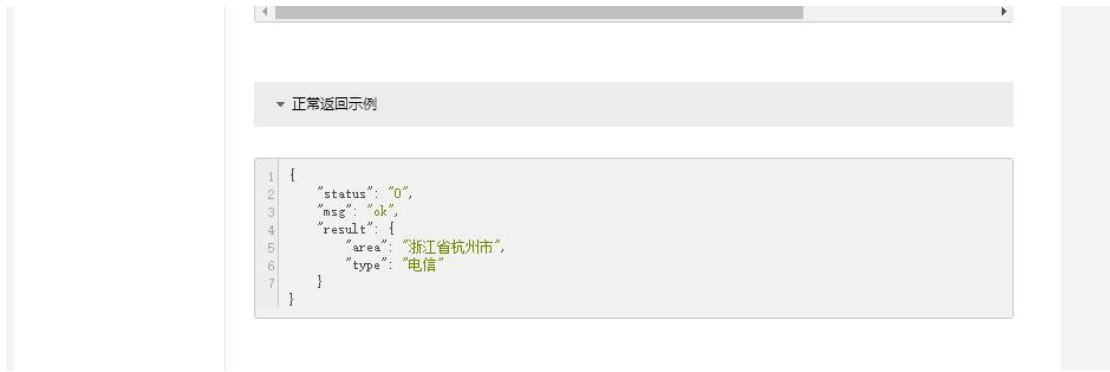 正常返回示例
1 {
2     "status": "0",
3     "msg": "ok",
4     "result": {
5         "area": "浙江省杭州市",
6         "type": "电信"
7     }
}